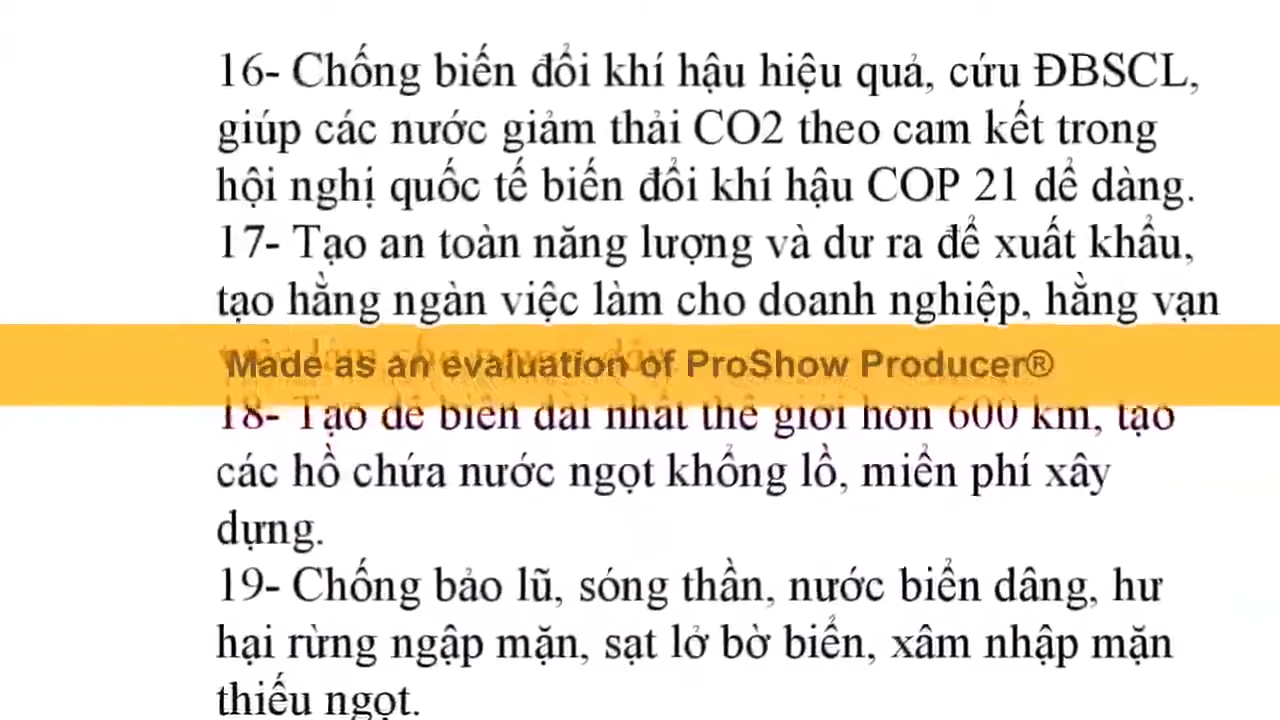 16- Chống biến đổi khí hậu hiệu quả, cứu ĐBSCL,
giúp các nước giảm thải CO2 theo cam kết trong
hội nghị quốc tế biến đổi khí hậu COP 21 dể dàng.
17- Tạo an toàn năng lượng và dư ra để xuất khẩu,
tạo hằng ngàn việc làm cho doanh nghiệp, hằng vạn
Made as an evaluation of ProShow Producer®
18- Tạo đê biển dài nhất thế giới hơn 600 km, tạo
các hồ chứa nước ngọt khổng lồ, miển phí xây
dựng.
19- Chống bảo lũ, sóng thần, nước biển dâng, hư
hại rừng ngập mặn, sạt lở bờ biển, xâm nhập mặn
thiếu ngọt.